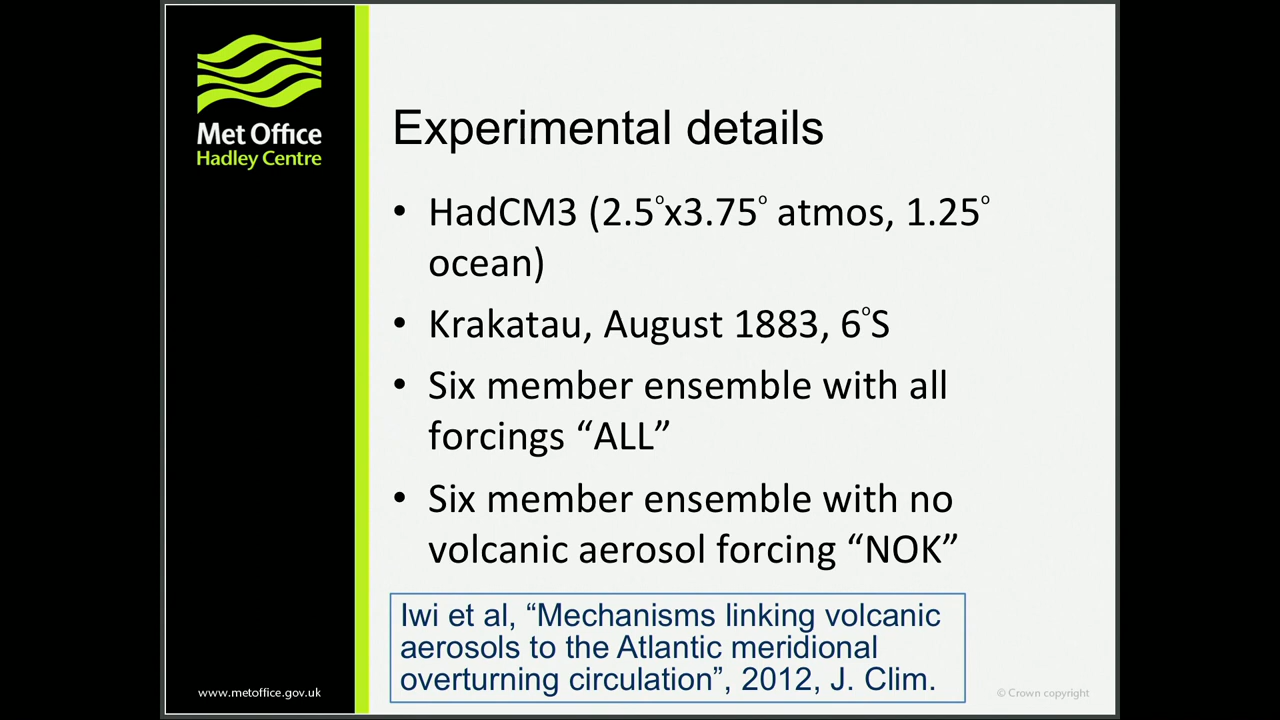 Met Office
Hadley Centre
Experimental details
• HadCM3 (2.5°x3.75° atmos, 1.25°
ocean)
• Krakatau, August 1883, 6°S
• Six member ensemble with all
forcings “ALL”
• Six member ensemble with no
volcanic aerosol forcing “NOK”
Iwi et al, “Mechanisms linking volcanic
aerosols to the Atlantic meridional
overturning circulation”, 2012, J. Clim.
www.metoffice.gov.uk
© Crown copyright